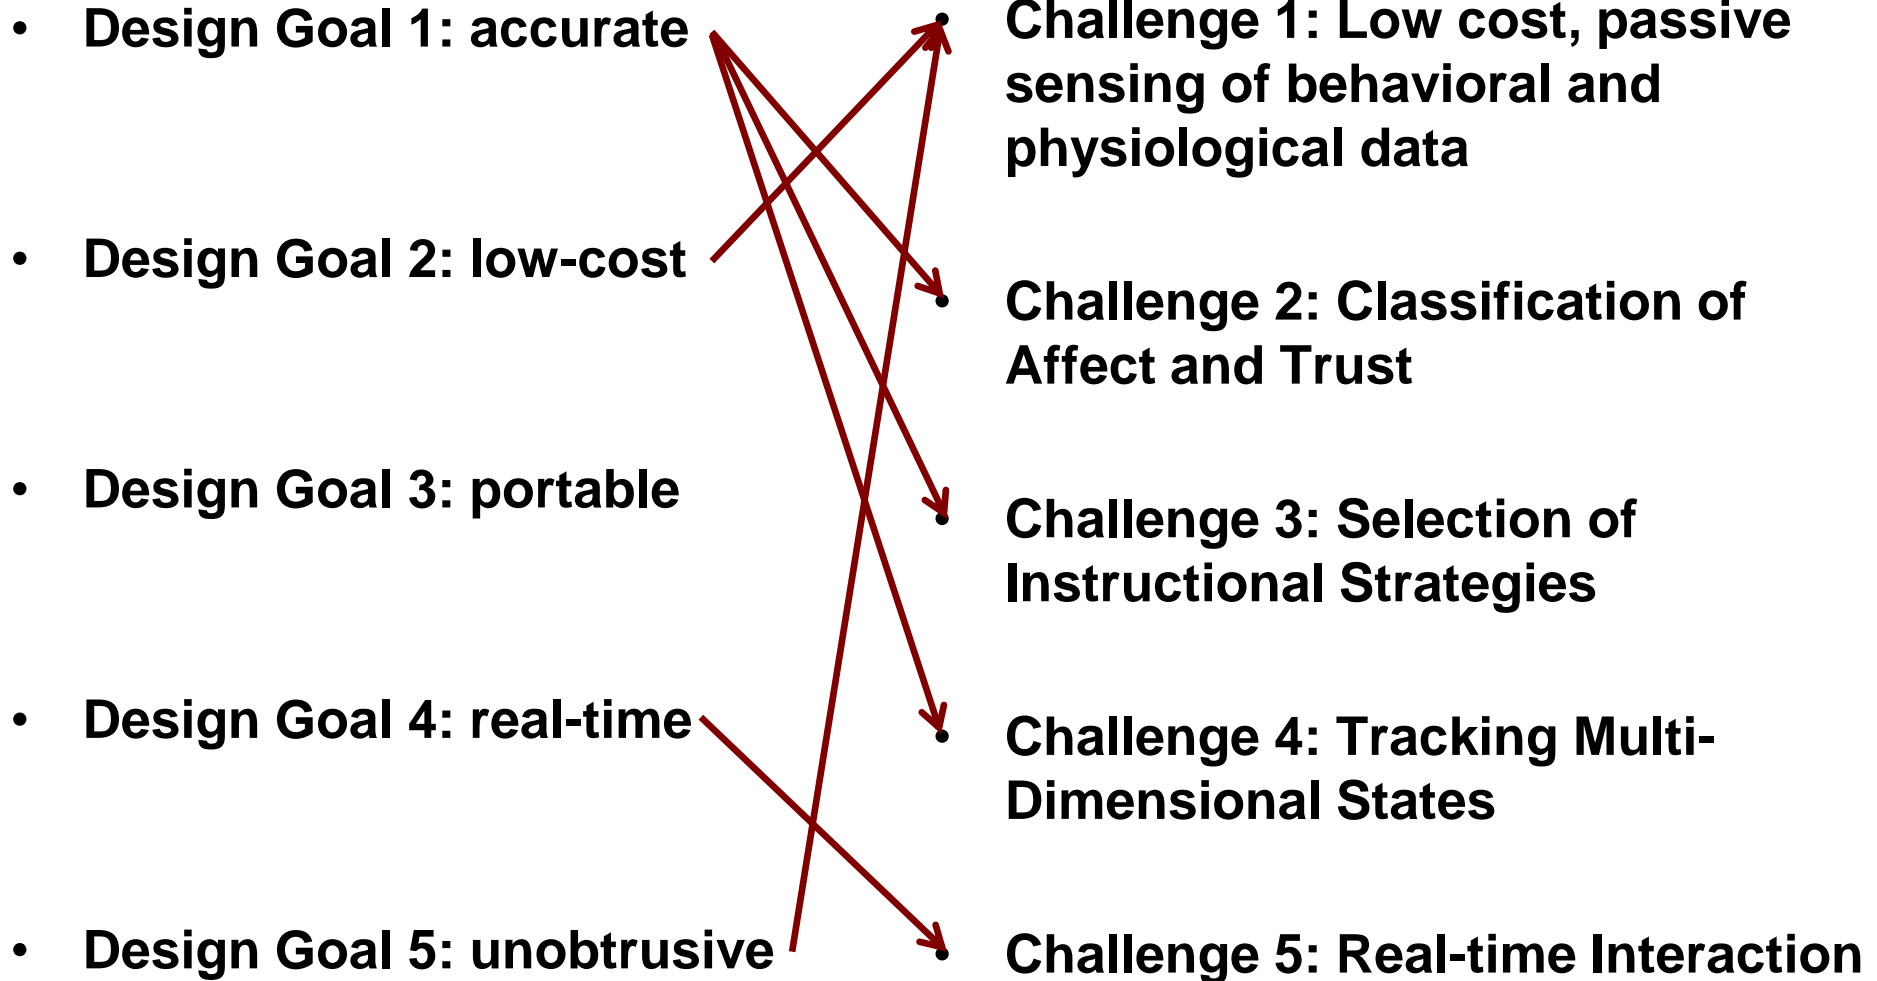 • Design Goal 1: accurate
• Design Goal 2: low-cost
• Design Goal 3: portable
• Design Goal 4: real-time
• Design Goal 5: unobtrusive
• Challenge 1: Low cost, passive
sensing of behavioral and
physiological data
• Challenge 2: Classification of
Affect and Trust
• Challenge 3: Selection of
Instructional Strategies
• Challenge 4: Tracking Multi-
Dimensional States
• Challenge 5: Real-time Interaction